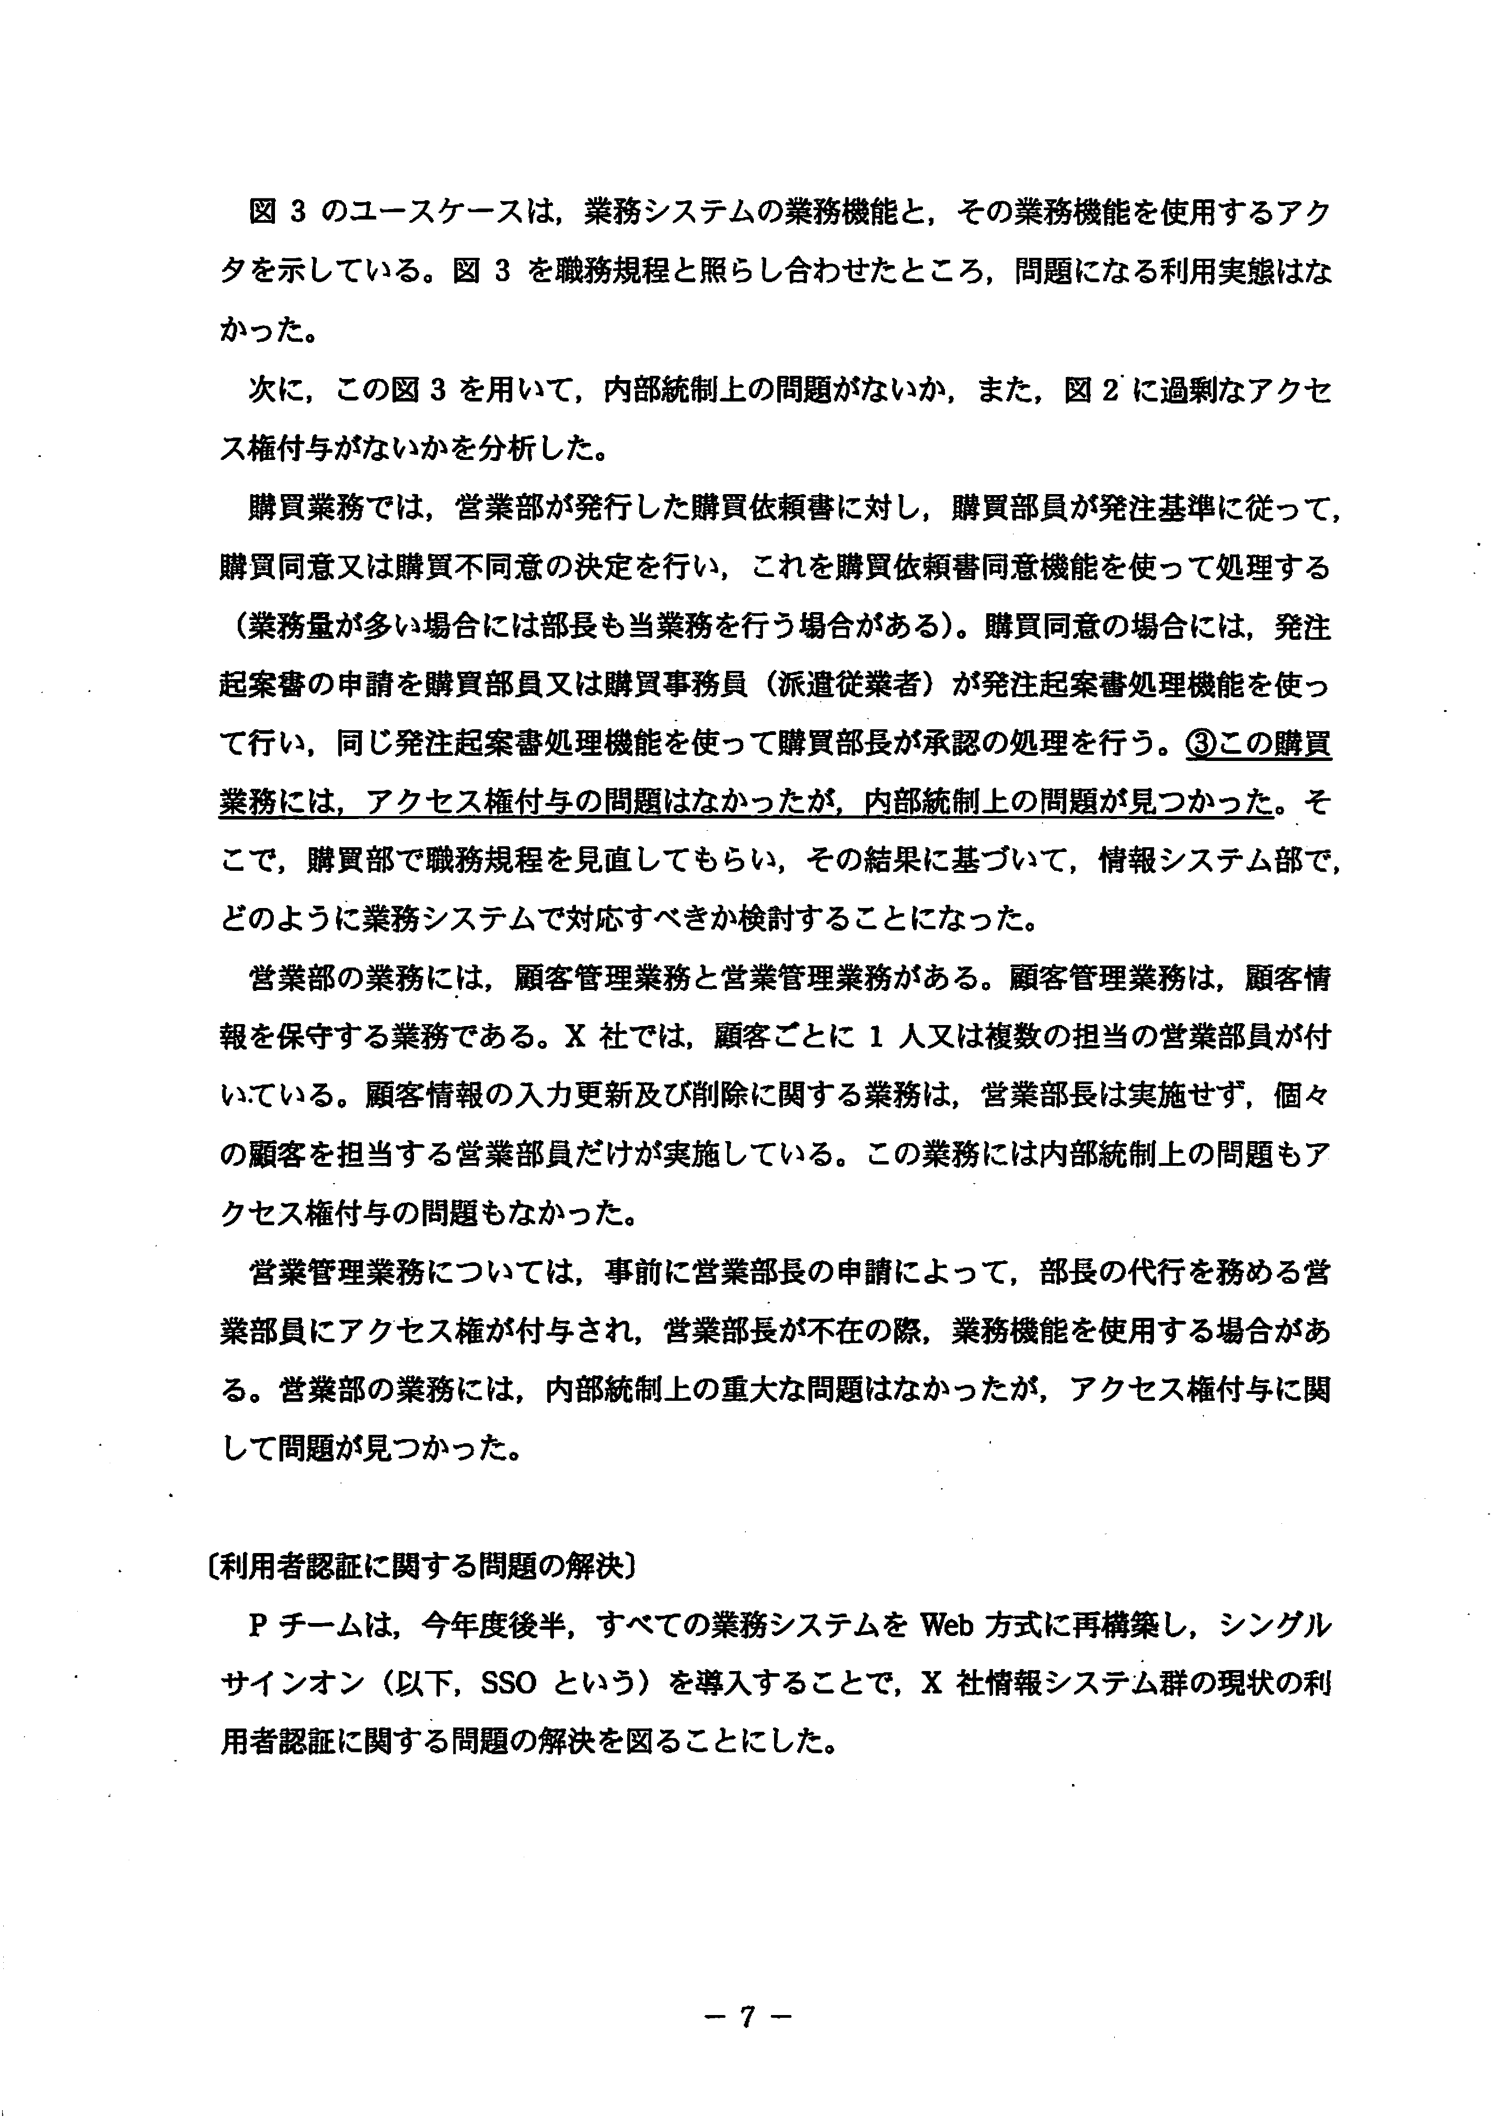 図 3 のユースケースは，業務システムの業務機能と，その業務機能を使用するアク
タを示している。図 3 を職務規程と照らし合わせたところ，問題になる利用実態はな
かった。
次に，この図 3 を用いて，内部統制上の問題がないか，また，図 2 に過剰なアクセ
ス権付与がないかを分析した。
購買業務では，営業部が発行した購買依頼書に対し，購買部員が発注基準に従って，
購買同意又は購買不同意の決定を行い，これを購買依頼書同意機能を使って処理する
（業務量が多い場合には部長も当業務を行う場合がある）。購買同意の場合には，発注
起案書の申請を購買部員又は購買事務員（派遣従業者）が発注起案書処理機能を使っ
て行い，同じ発注起案書処理機能を使って購買部長が承認の処理を行う。③この購買
業務には，アクセス権付与の問題はなかったが，内部統制上の問題が見つかった。そ
こで，購買部で職務規程を見直してもらい，その結果に基づいて，情報システム部で，
どのように業務システムで対応すべきか検討することになった。
営業部の業務には，顧客管理業務と営業管理業務がある。顧客管理業務は，顧客情
報を保守する業務である。X 社では，顧客ごとに 1 人又は複数の担当の営業部員が付
いている。顧客情報の入力更新及び削除に関する業務は，営業部長は実施せず，個々
の顧客を担当する営業部員だけが実施している。この業務には内部統制上の問題もア
クセス権付与の問題もなかった。
営業管理業務については，事前に営業部長の申請によって，部長の代行を務める営
業部員にアクセス権が付与され，営業部長が不在の際，業務機能を使用する場合があ
る。営業部の業務には，内部統制上の重大な問題はなかったが，アクセス権付与に関
して問題が見つかった。
〔利用者認証に関する問題の解決〕
P チームは，今年度後半，すべての業務システムを Web 方式に再構築し，シングル
サインオン（以下，SSO という）を導入することで，X 社情報システム群の現状の利
用者認証に関する問題の解決を図ることにした。
－ 7 －